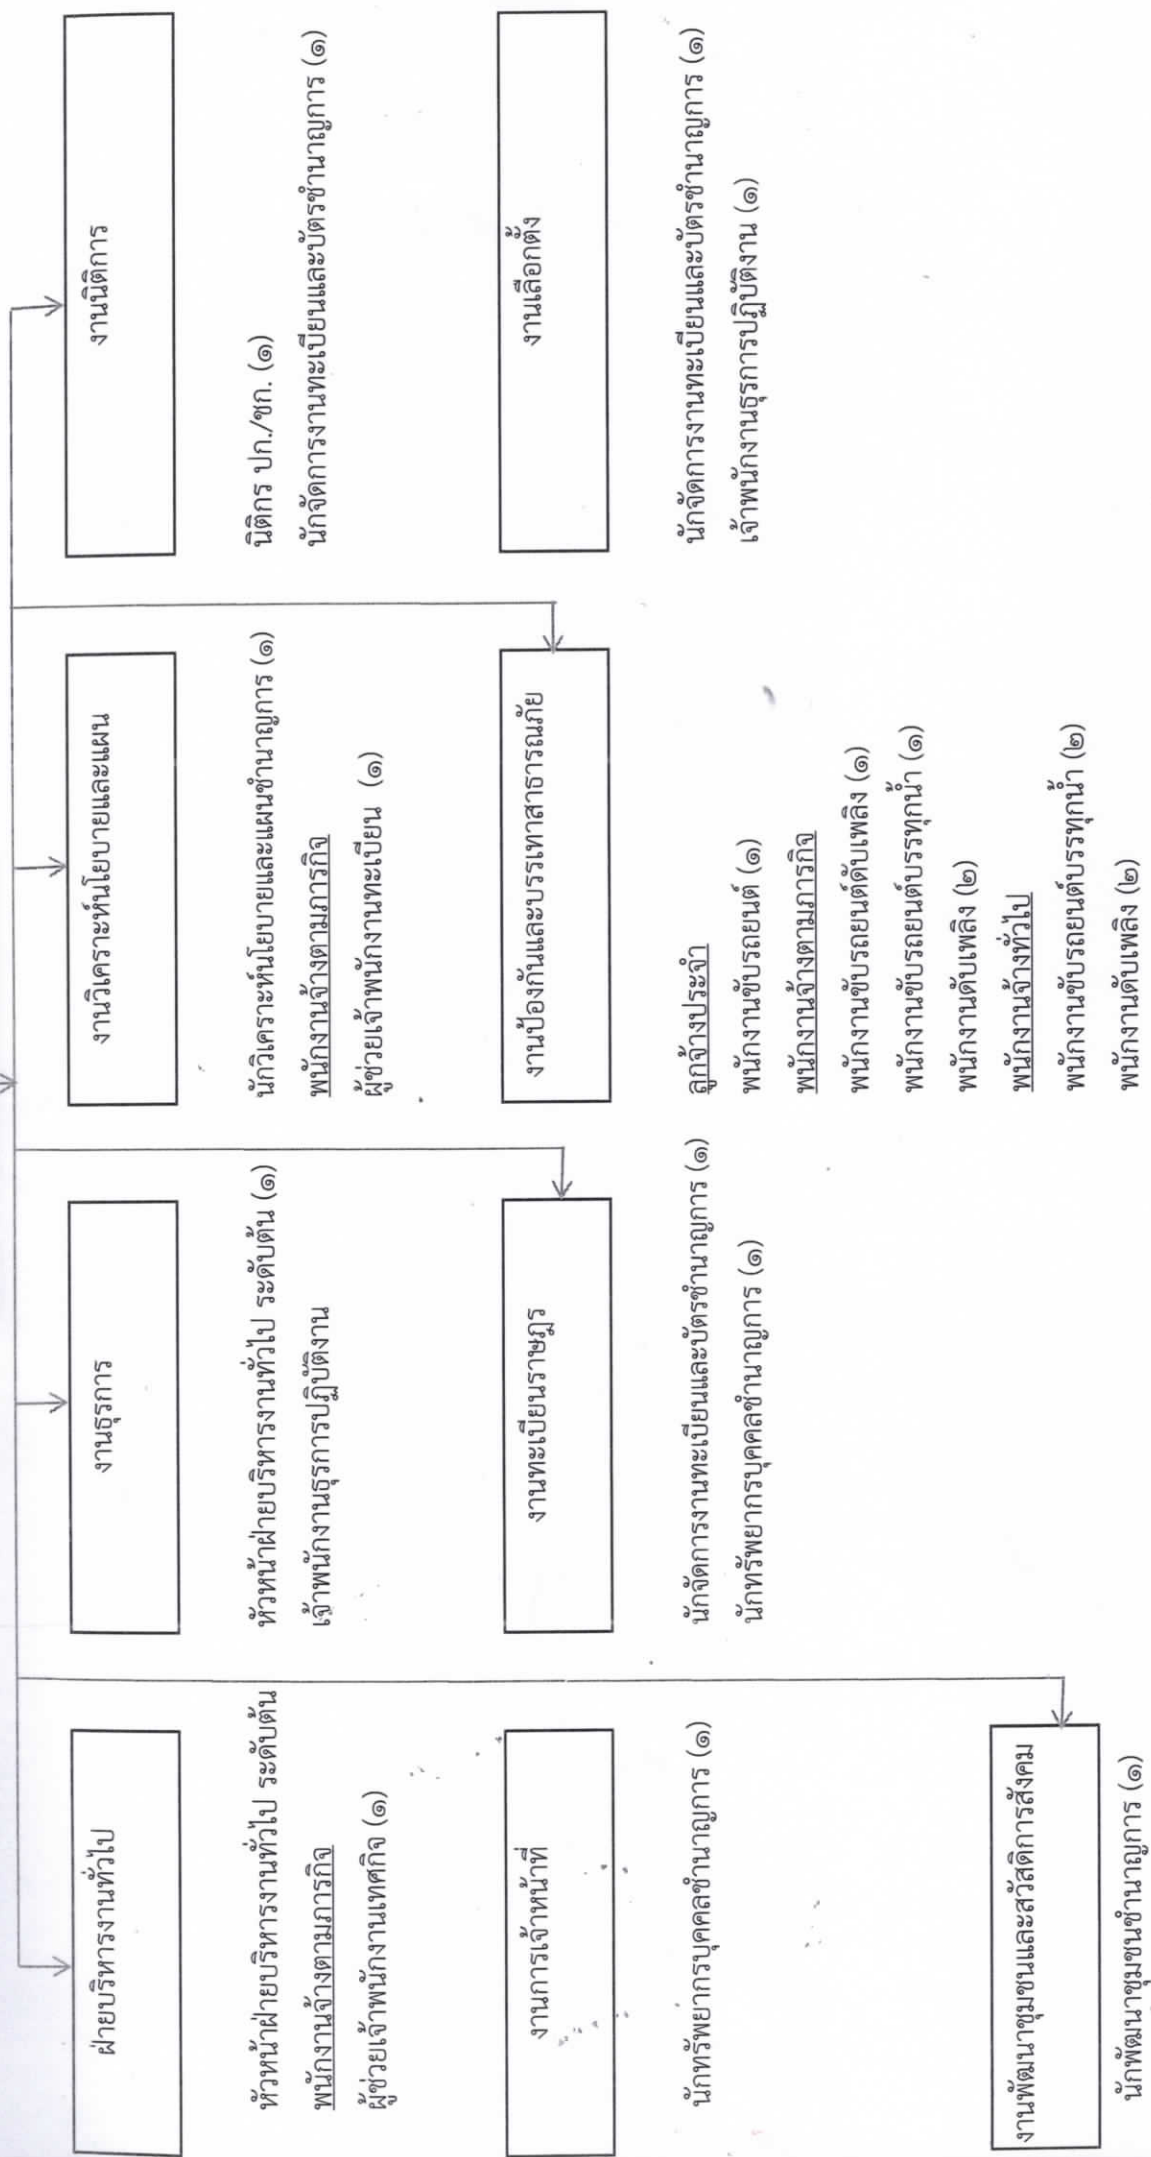 ฝ่ายบริหารงานทั่วไป
หัวหน้าฝ่ายบริหารงานทั่วไป ระดับต้น
พนักงานจ้างตามภารกิจ
ผู้ช่วยเจ้าพนักงานเทศกิจ (๑)
งานธุรการ
หัวหน้าฝ่ายบริหารงานทั่วไป ระดับต้น (๑)
เจ้าพนักงานธุรการปฏิบัติงาน
งานวิเคราะห์นโยบายและแผน
นักวิเคราะห์นโยบายและแผนชำนาญการ (๑)
พนักงานจ้างตามภารกิจ
ผู้ช่วยเจ้าพนักงานทะเบียน (๑)
งานนิติการ
นิติกร ปก./ชก. (๑)
นักจัดการงานทะเบียนและบัตรชำนาญการ (๑)
งานการเจ้าหน้าที่
นักทรัพยากรบุคคลชำนาญการ (๑)
งานทะเบียนราษฎร
นักจัดการงานทะเบียนและบัตรชำนาญการ (๑)
นักทรัพยากรบุคคลชำนาญการ (๑)
งานป้องกันและบรรเทาสาธารณภัย
ลูกจ้างประจำ
พนักงานขับรถยนต์ (๑)
พนักงานจ้างตามภารกิจ
พนักงานขับรถยนต์ดับเพลิง (๑)
พนักงานขับรถยนต์บรรทุกน้ำ (๑)
พนักงานดับเพลิง (๒)
พนักงานจ้างทั่วไป
พนักงานขับรถยนต์บรรทุกน้ำ (๒)
พนักงานดับเพลิง (๒)
งานเลือกตั้ง
นักจัดการงานทะเบียนและบัตรชำนาญการ (๑)
เจ้าพนักงานธุรการปฏิบัติงาน (๑)
งานพัฒนาชุมชนและสวัสดิการสังคม
นักพัฒนาชุมชนชำนาญการ (๑)